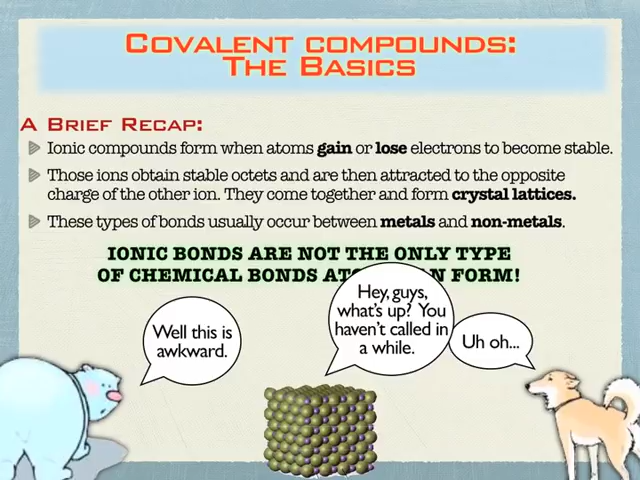 COVALENT COMPOUNDS:
THE BASICS
A BRIEF RECAP:
Ionic compounds form when atoms gain or lose electrons to become stable.
Those ions obtain stable octets and are then attracted to the opposite
charge of the other ion. They come together and form crystal lattices.
These types of bonds usually occur between metals and non-metals.
IONIC BONDS ARE NOT THE ONLY TYPE
OF CHEMICAL BONDS FORM!
Well this is
awkward.
Hey, guys,
what's up? You
haven't called in
a while.
Uh oh...